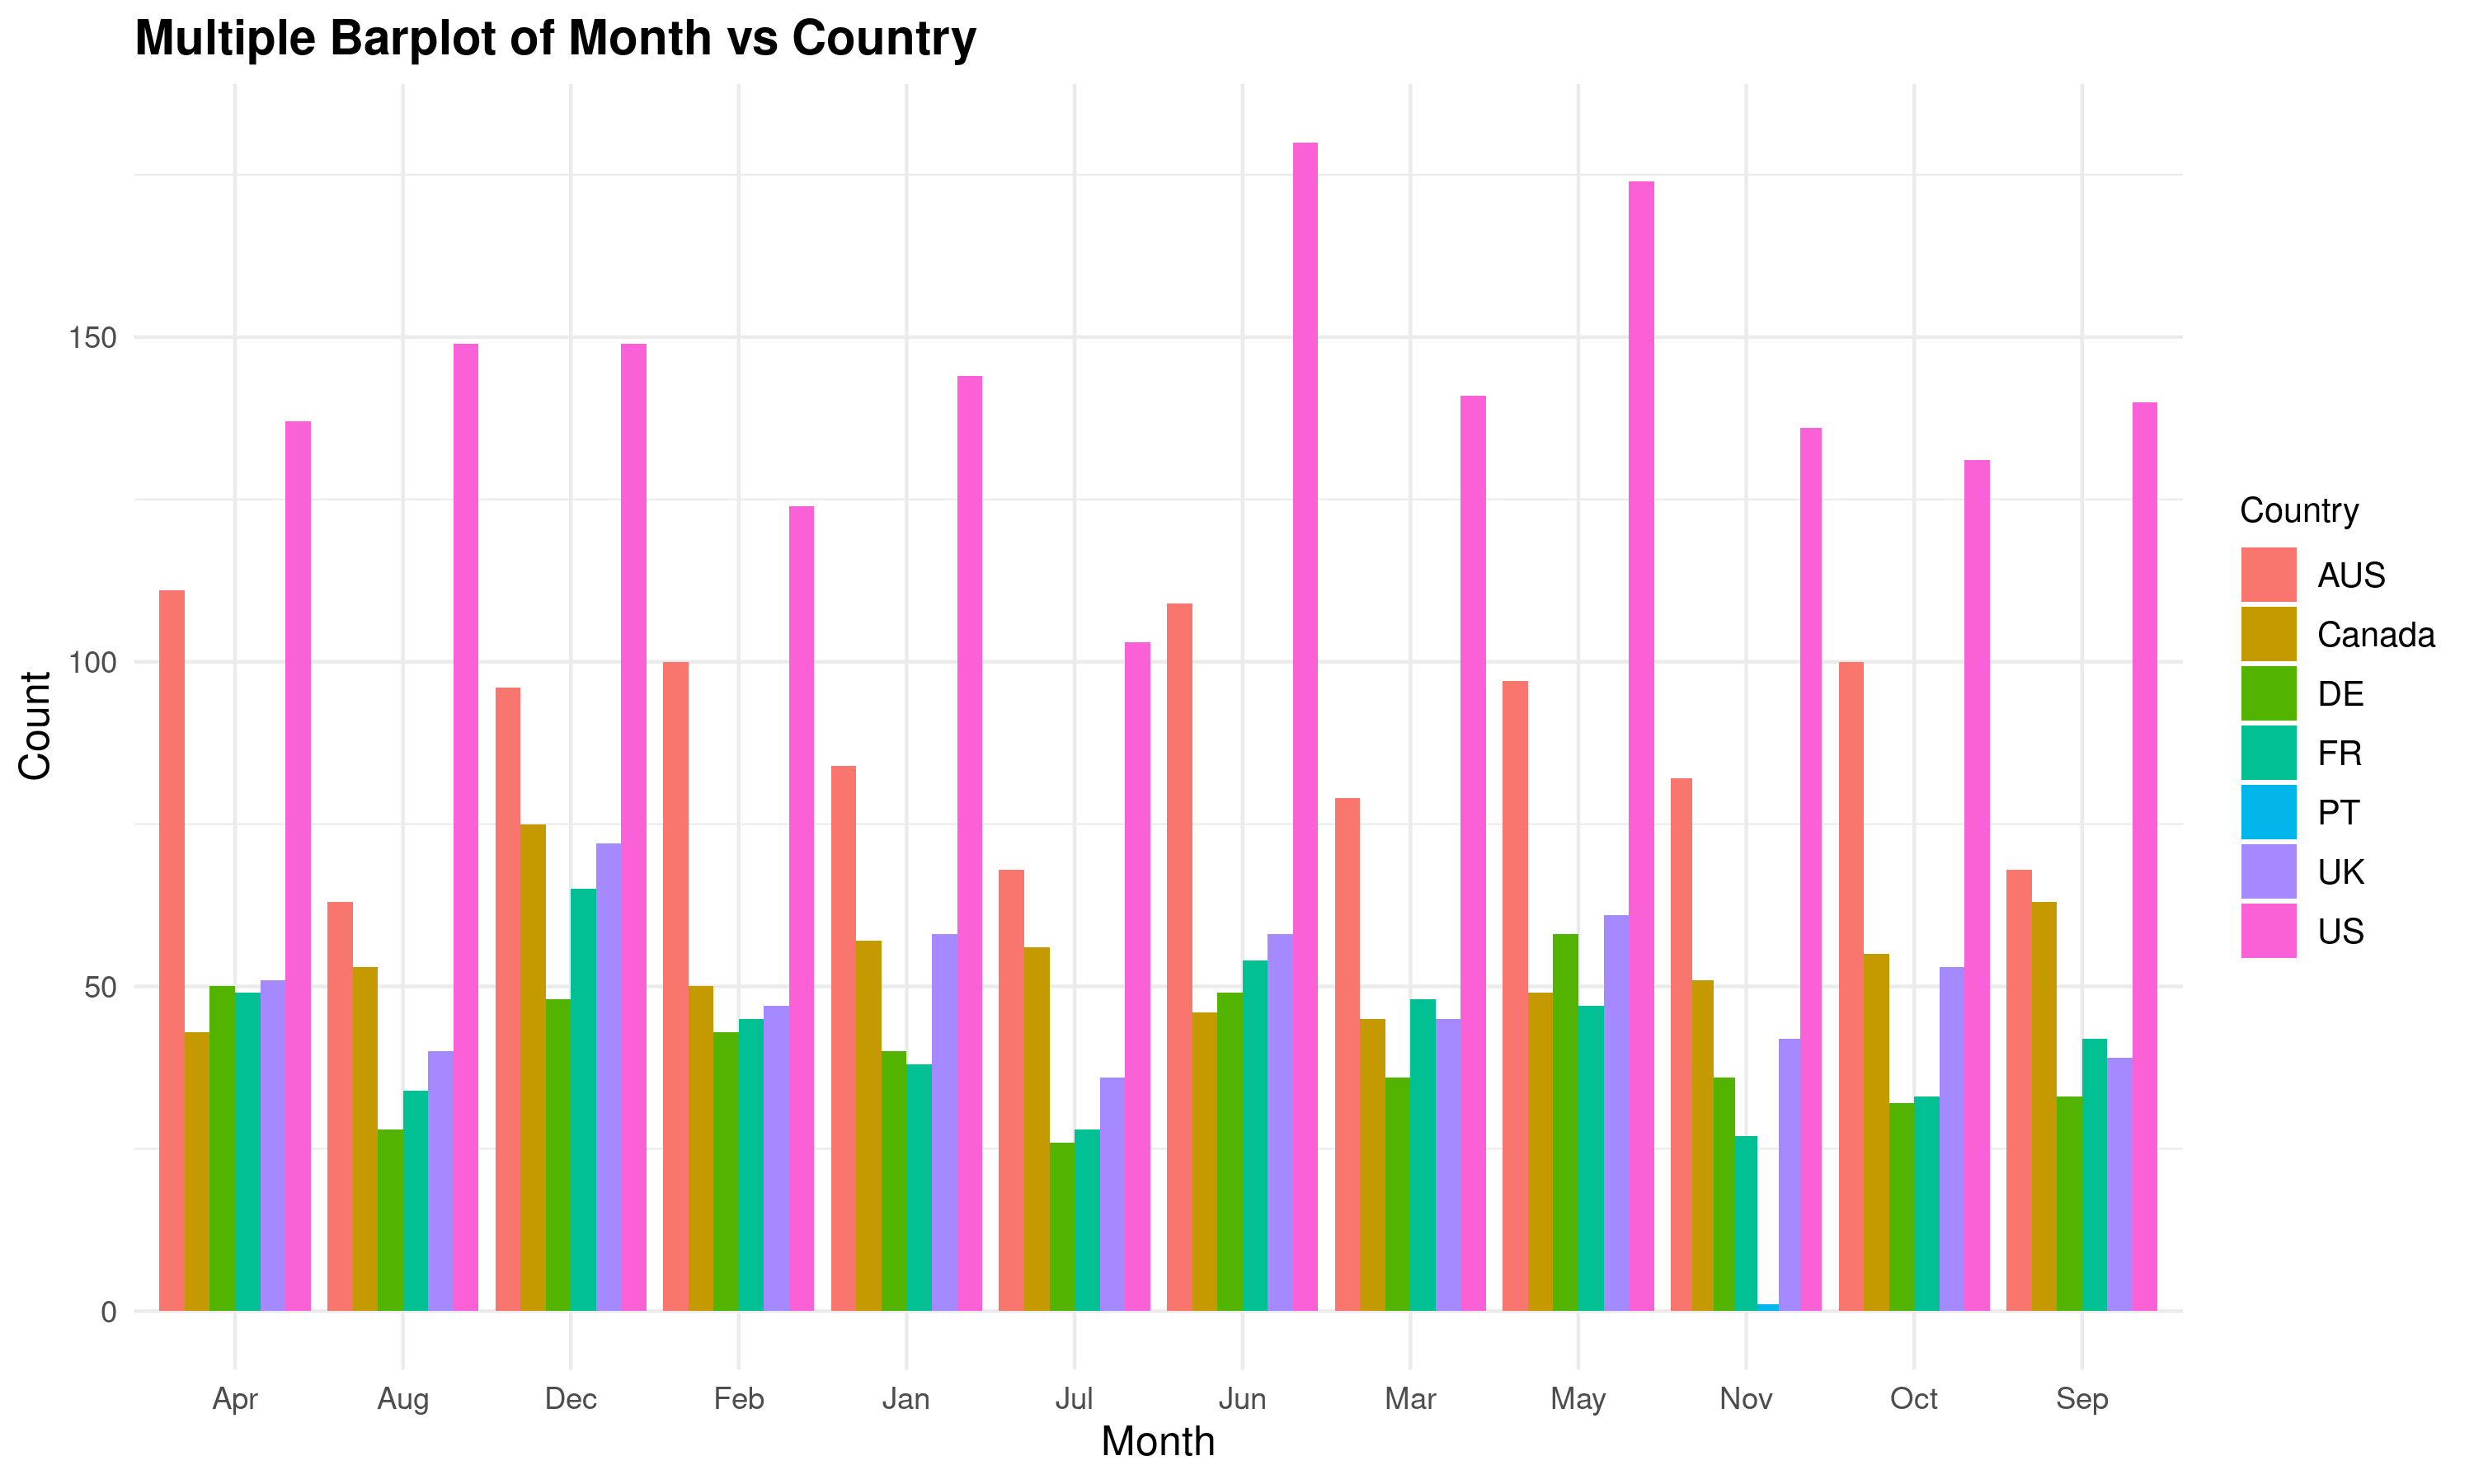 Multiple Barplot of Month vs Country
150
100
50
0
Count
Apr Aug Dec Feb Jan Jul Jun Mar May Nov Oct Sep
Month
Country
AUS
Canada
DE
FR
PT
UK
US